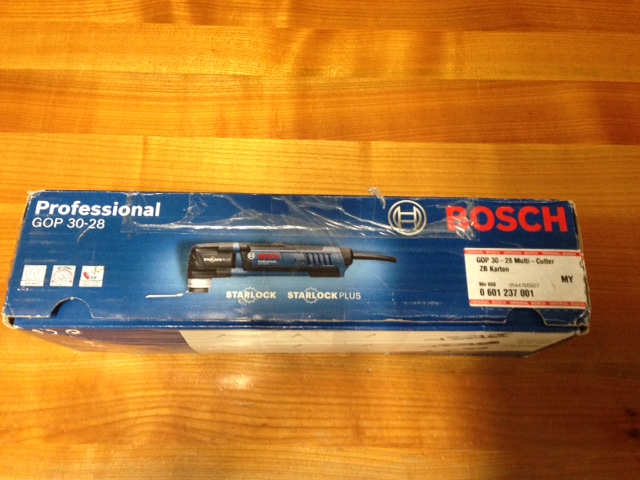 Professional
GOP 30-28
BOSCH
STARLOCK STARLOCKPLUS
GOP 30-28 Multi-Cutter
ZB Karton
MY
0 601 237 001